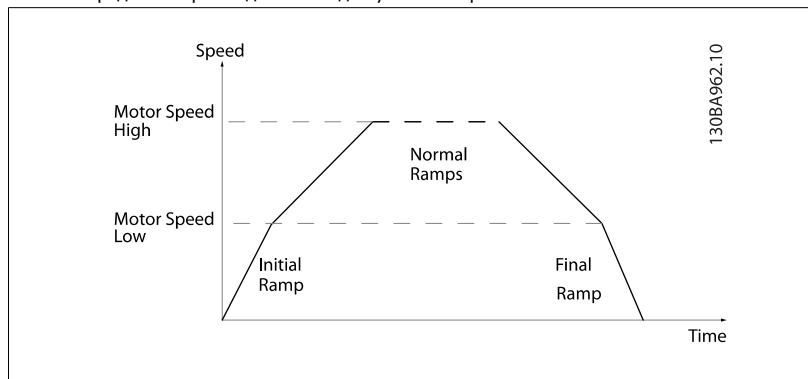 Speed
130BA962.10
Motor Speed
High
Normal
Ramps
Motor Speed
Low
Initial
Ramp
Final
Ramp
Time